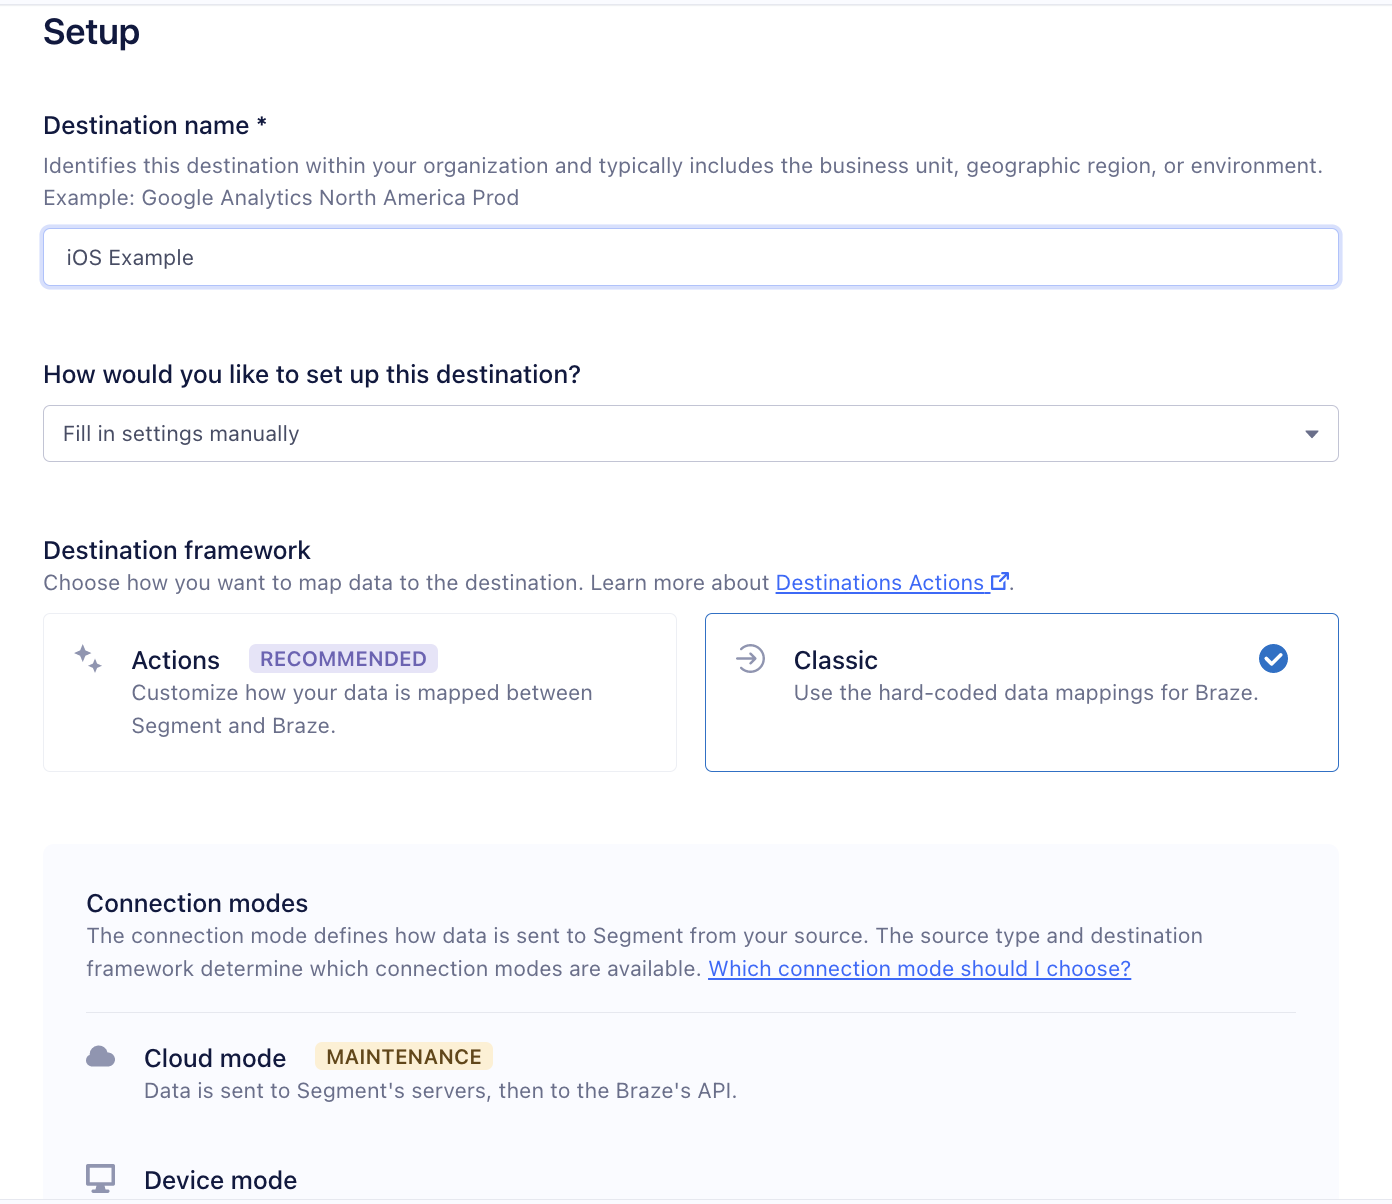 Setup
Destination name *
Identifies this destination within your organization and typically includes the business unit, geographic region, or environment.
Example: Google Analytics North America Prod
iOS Example
How would you like to set up this destination?
Fill in settings manually
Destination framework
Choose how you want to map data to the destination. Learn more about Destinations Actions.
Actions RECOMMENDED
Customize how your data is mapped between
Segment and Braze.
Classic
Use the hard-coded data mappings for Braze.
Connection modes
The connection mode defines how data is sent to Segment from your source. The source type and destination
framework determine which connection modes are available. Which connection mode should I choose?
Cloud mode MAINTENANCE
Data is sent to Segment's servers, then to the Braze's API.
Device mode